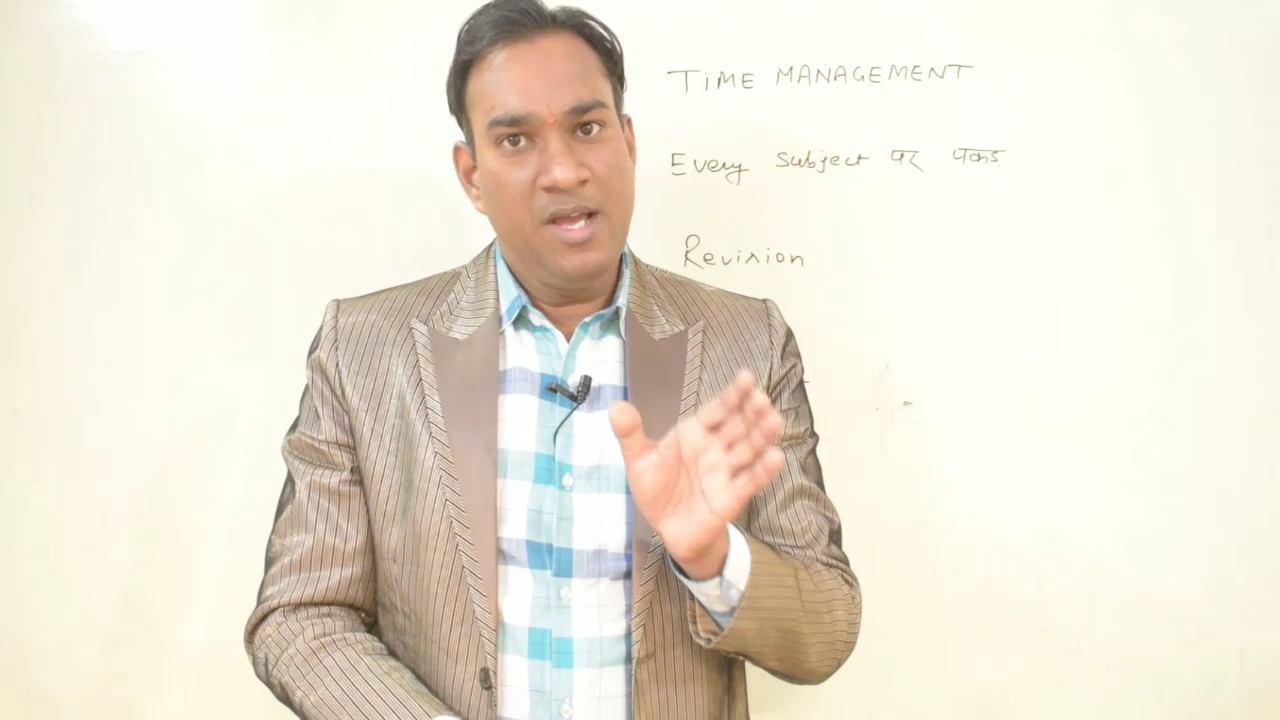 TIME MANAGEMENT
Every subject पर पकड़
Revision